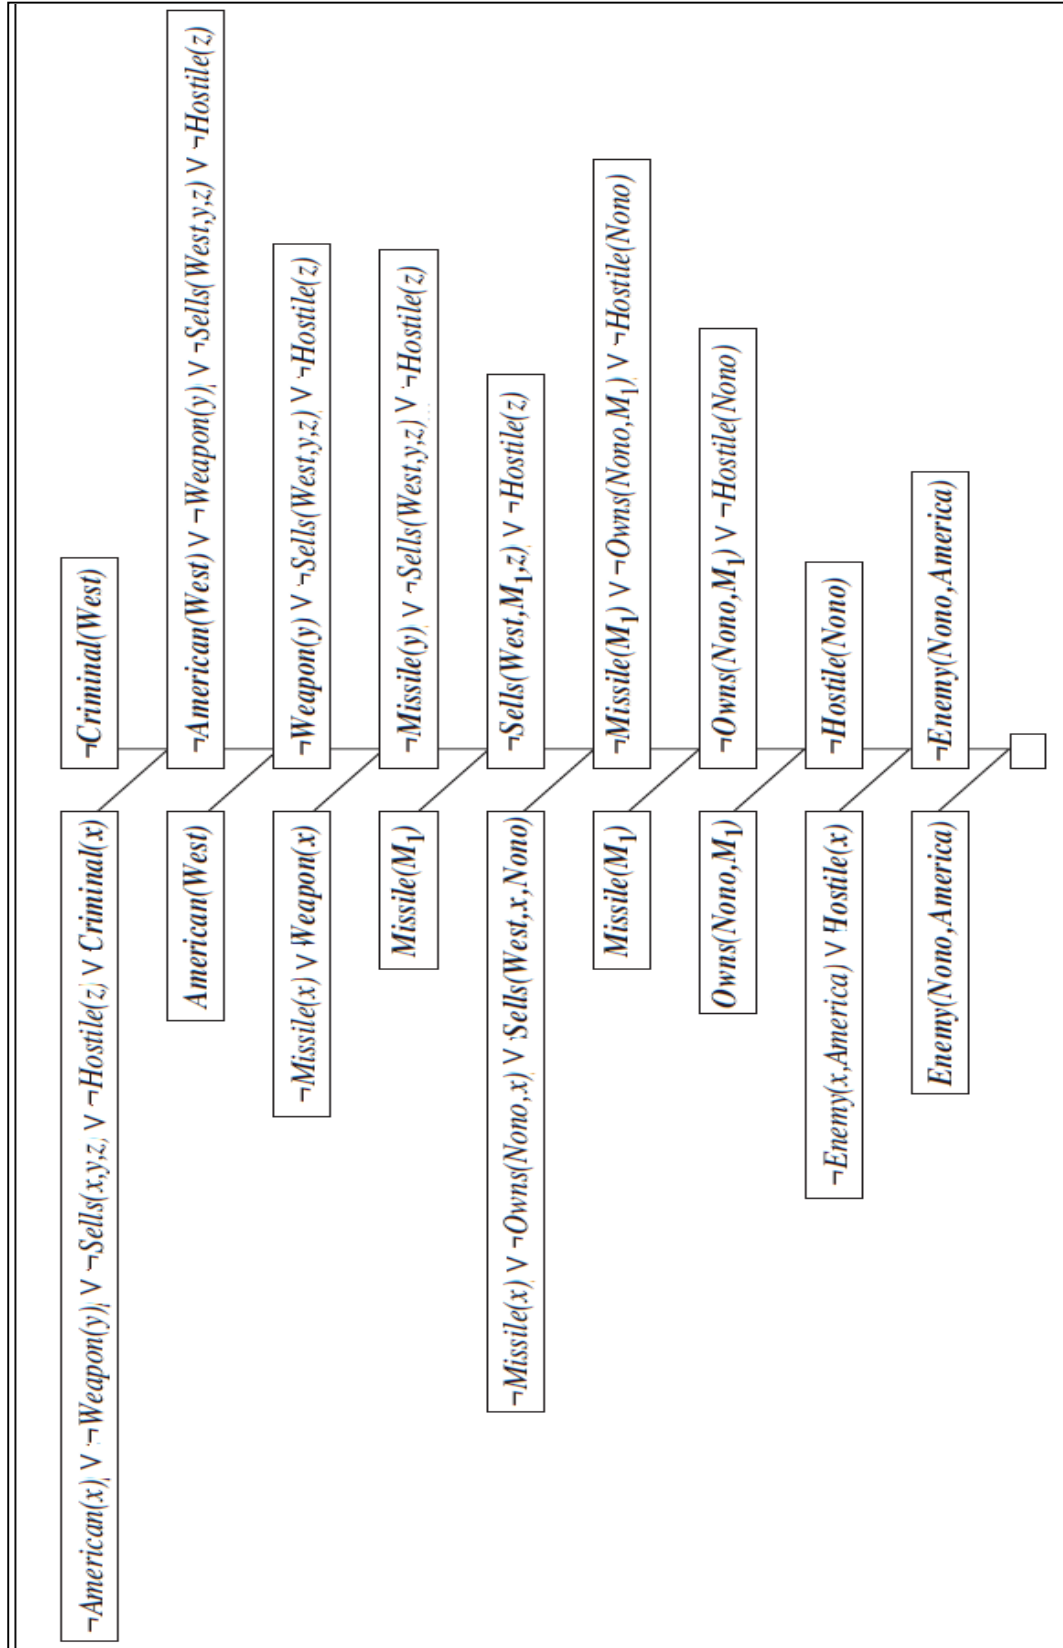 ¬American(x) ∨ ¬Weapon(y) ∨ ¬Sells(x,y,z) ∨ ¬Hostile(z) ∨ Criminal(x)
¬Criminal(West)
American(West)
¬American(West) ∨ ¬Weapon(y) ∨ ¬Sells(West,y,z) ∨ ¬Hostile(z)
¬Missile(x) ∨ Weapon(x)
¬Weapon(y) ∨ ¬Sells(West,y,z) ∨ ¬Hostile(z)
Missile(M₁)
¬Missile(y) ∨ ¬Sells(West,y,z) ∨ ¬Hostile(z)
¬Missile(x) ∨ ¬Owns(Nono,x) ∨ Sells(West,x,Nono)
¬Sells(West,M₁,z) ∨ ¬Hostile(z)
Missile(M₁)
¬Missile(M₁) ∨ ¬Owns(Nono,M₁) ∨ ¬Hostile(Nono)
Owns(Nono,M₁)
¬Owns(Nono,M₁) ∨ ¬Hostile(Nono)
¬Enemy(x,America) ∨ Hostile(x)
¬Hostile(Nono)
Enemy(Nono,America)
¬Enemy(Nono,America)